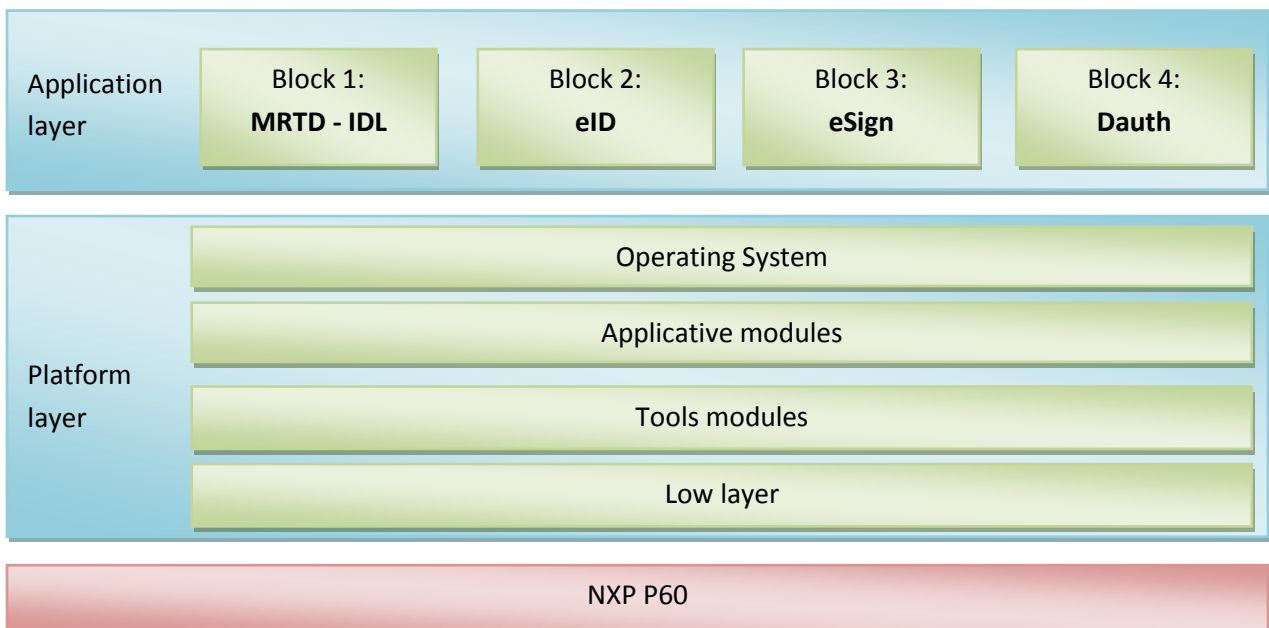 Application
layer
Block 1:
MRTD - IDL
Block 2:
eID
Block 3:
eSign
Block 4:
Dauth
Platform
layer
Operating System
Applicative modules
Tools modules
Low layer
NXP P60